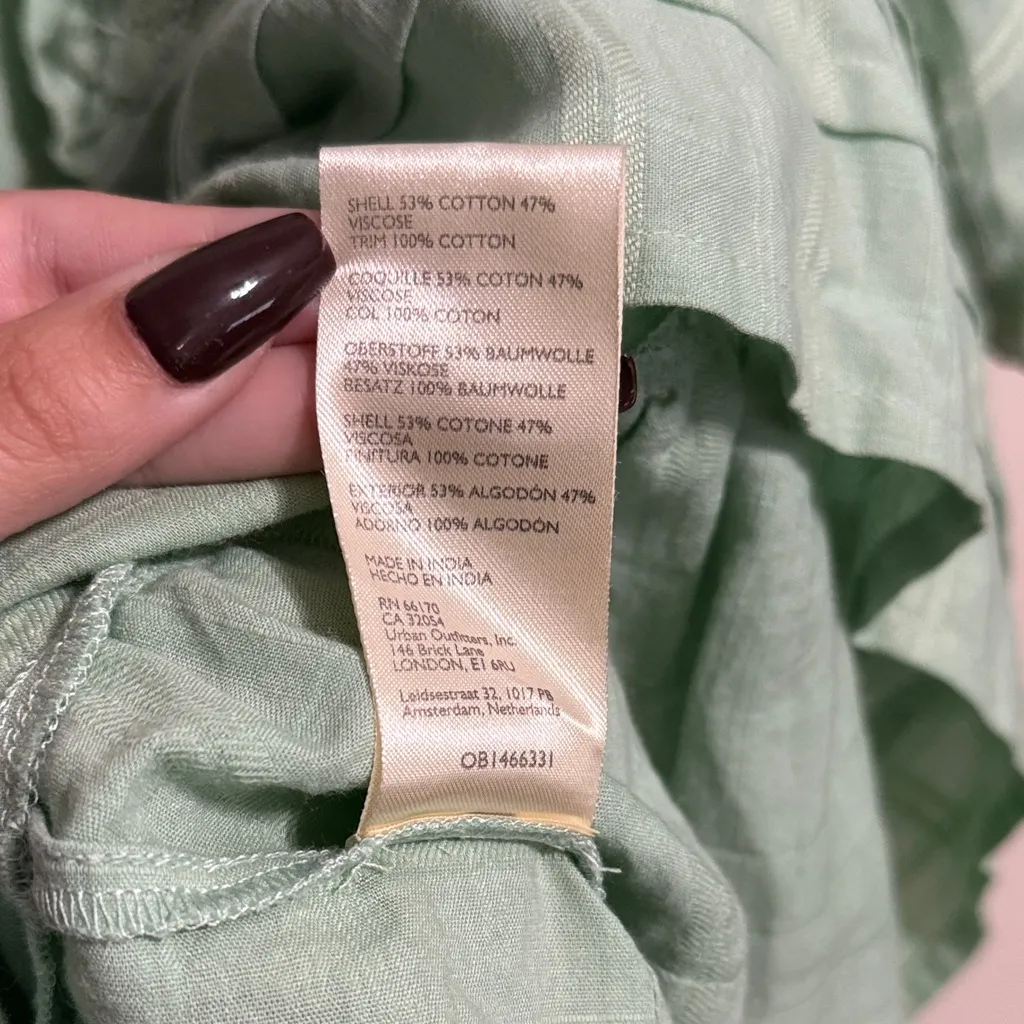 SHELL 53% COTTON 47%
VISCOSE
TRIM 100% COTTON
COQUILLE 53% COTON 47%
VISCOSE
COL 100% COTON
OBERSTOFF 53% BAUMWOLLE
47% VISKOSE
BESATZ 100% BAUMWOLLE
SHELL 53% COTONE 47%
VISCOSA
FINITURA 100% COTONE
EXTERIOR 53% ALGODÓN 47%
VISCOSA
ADORNO 100% ALGODÓN
MADE IN INDIA
HECHO EN INDIA
RN 66170
CA 32054
Urban Outfitters, Inc.
146 Brick Lane
LONDON, E1 6RU
Leidsestraat 32, 1017 PB
Amsterdam, Netherlands
OB1466331